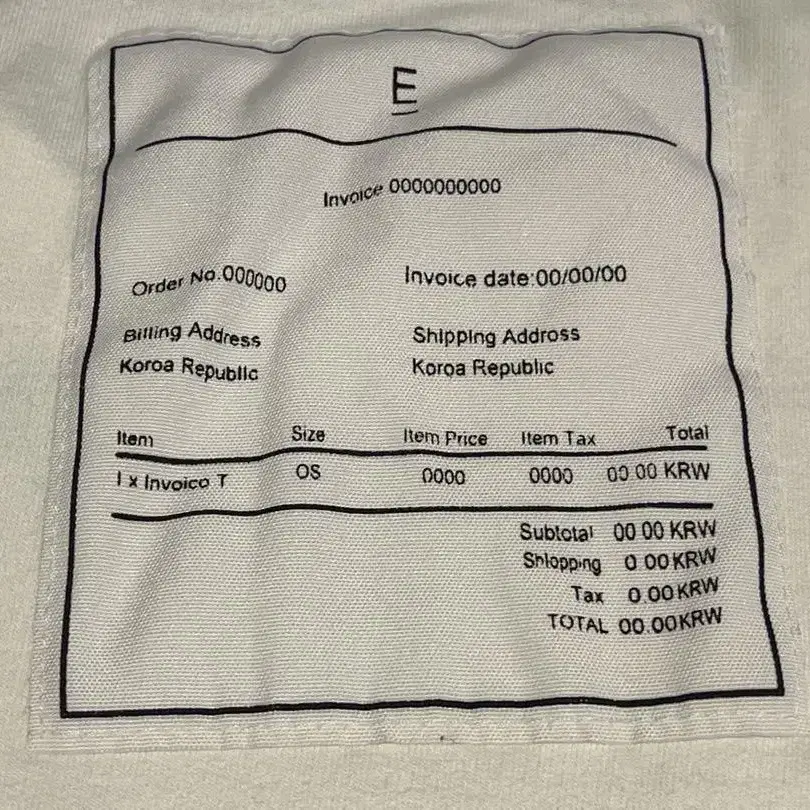 E
Invoice 0000000000
Order No.000000 Invoice date:00/00/00
Billing Address Shipping Addross
Koroa Republic Koroa Republic
Item Size Item Price Item Tax Total
1 x Invoico T OS 0000 0000 00 00 KRW
Subtotal 00 00 KRW
Shlopping 0 00 KRW
Tax 0.00 KRW
TOTAL 00.00 KRW